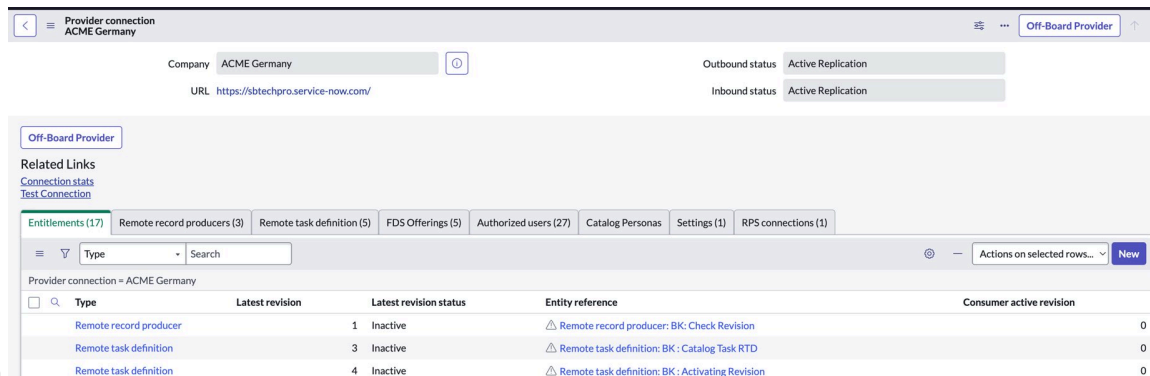 Provider connection
ACME Germany
Off-Board Provider
Company ACME Germany Outbound status Active Replication
URL https://sbtechpro.service-now.com/ Inbound status Active Replication
Off-Board Provider
Related Links
Connection stats
Test Connection
Entitlements (17) Remote record producers (3) Remote task definition (5) FDS Offerings (5) Authorized users (27) Catalog Personas Settings (1) RPS connections (1)
Type Search Actions on selected rows... New
Provider connection = ACME Germany
Type Latest revision Latest revision status Entity reference Consumer active revision
Remote record producer 1 Inactive Remote record producer: BK: Check Revision 0
Remote task definition 3 Inactive Remote task definition: BK : Catalog Task RTD 0
Remote task definition 4 Inactive Remote task definition: BK : Activating Revision 0